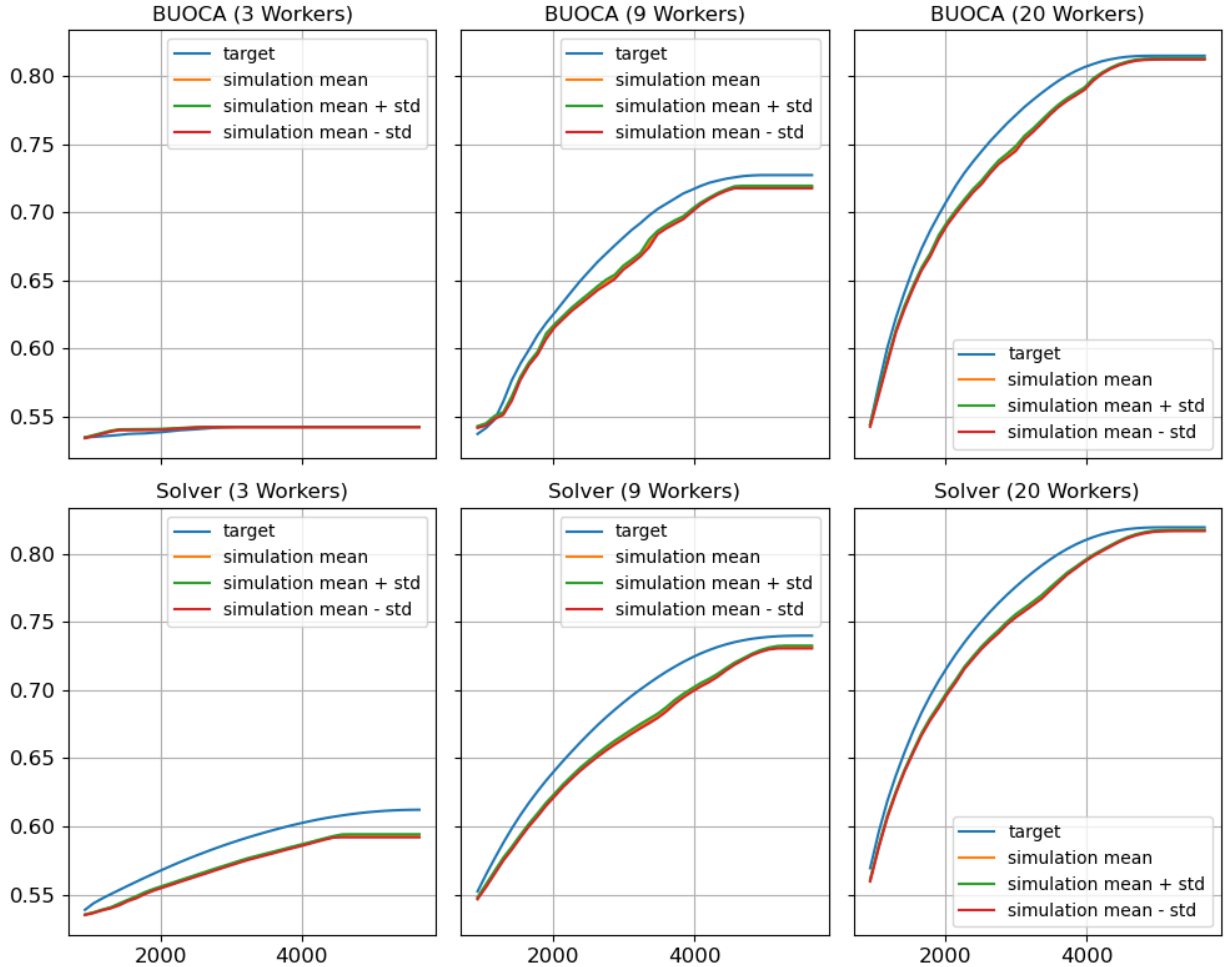 BUOCA (3 Workers)
BUOCA (9 Workers)
BUOCA (20 Workers)
target
simulation mean
simulation mean + std
simulation mean - std
target
simulation mean
simulation mean + std
simulation mean - std
target
simulation mean
simulation mean + std
simulation mean - std
0.80
0.75
0.70
0.65
0.60
0.55
Solver (3 Workers)
Solver (9 Workers)
Solver (20 Workers)
target
simulation mean
simulation mean + std
simulation mean - std
target
simulation mean
simulation mean + std
simulation mean - std
target
simulation mean
simulation mean + std
simulation mean - std
0.80
0.75
0.70
0.65
0.60
0.55
2000 4000
2000 4000
2000 4000